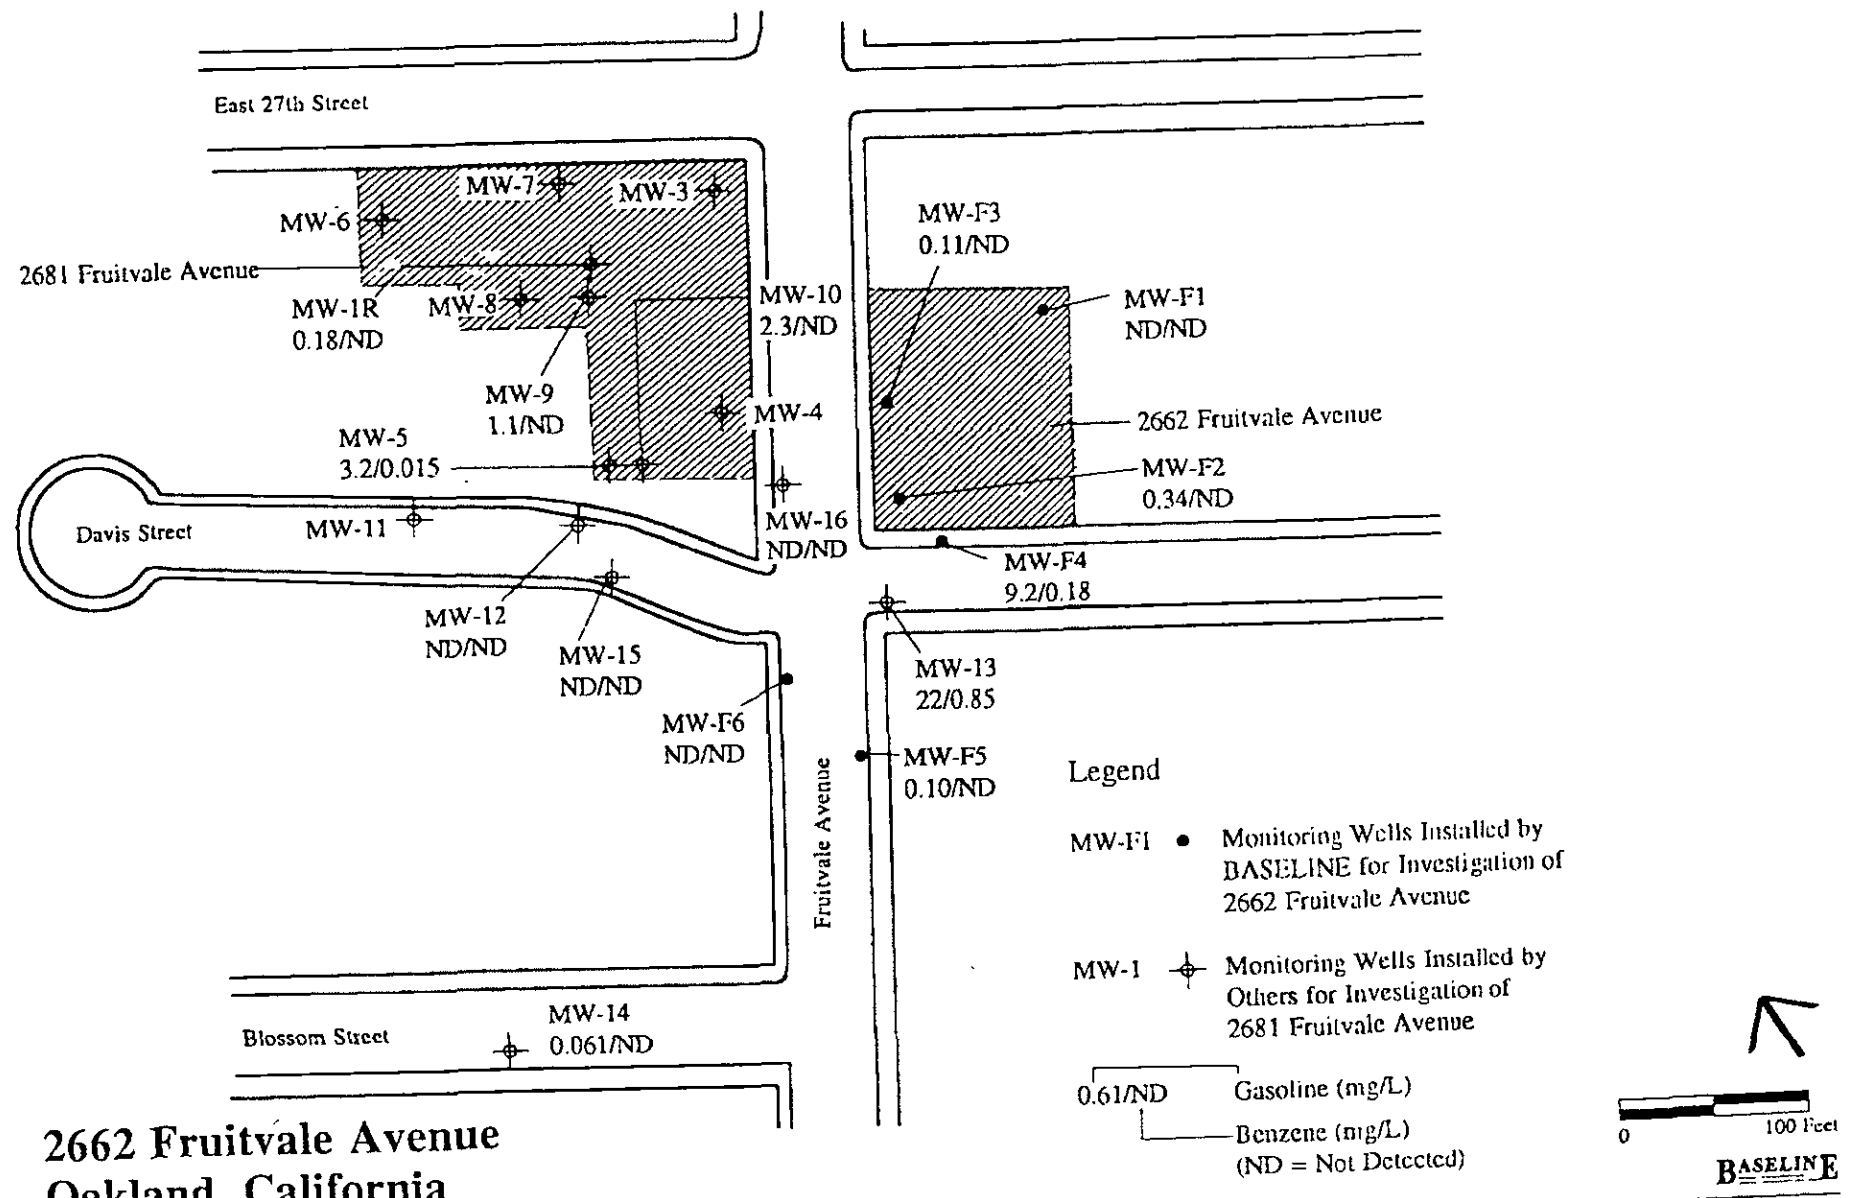 East 27th Street
MW-7
MW-3
MW-6
2681 Fruitvale Avenue
MW-1R
0.18/ND
MW-8
MW-9
1.1/ND
MW-10
2.3/ND
MW-4
MW-5
3.2/0.015
MW-F3
0.11/ND
MW-F1
ND/ND
2662 Fruitvale Avenue
MW-F2
0.34/ND
Davis Street
MW-11
MW-16
ND/ND
MW-F4
9.2/0.18
MW-12
ND/ND
MW-15
ND/ND
MW-13
22/0.85
MW-F6
ND/ND
MW-F5
0.10/ND
Fruitvale Avenue
Blossom Street
MW-14
0.061/ND
Legend
MW-F1 Monitoring Wells Installed by
BASELINE for Investigation of
2662 Fruitvale Avenue
MW-1 Monitoring Wells Installed by
Others for Investigation of
2681 Fruitvale Avenue
0.61/ND Gasoline (mg/L)
Benzene (mg/L)
(ND = Not Detected)
0 100 Feet
BASELINE
2662 Fruitvale Avenue
Oakland, California